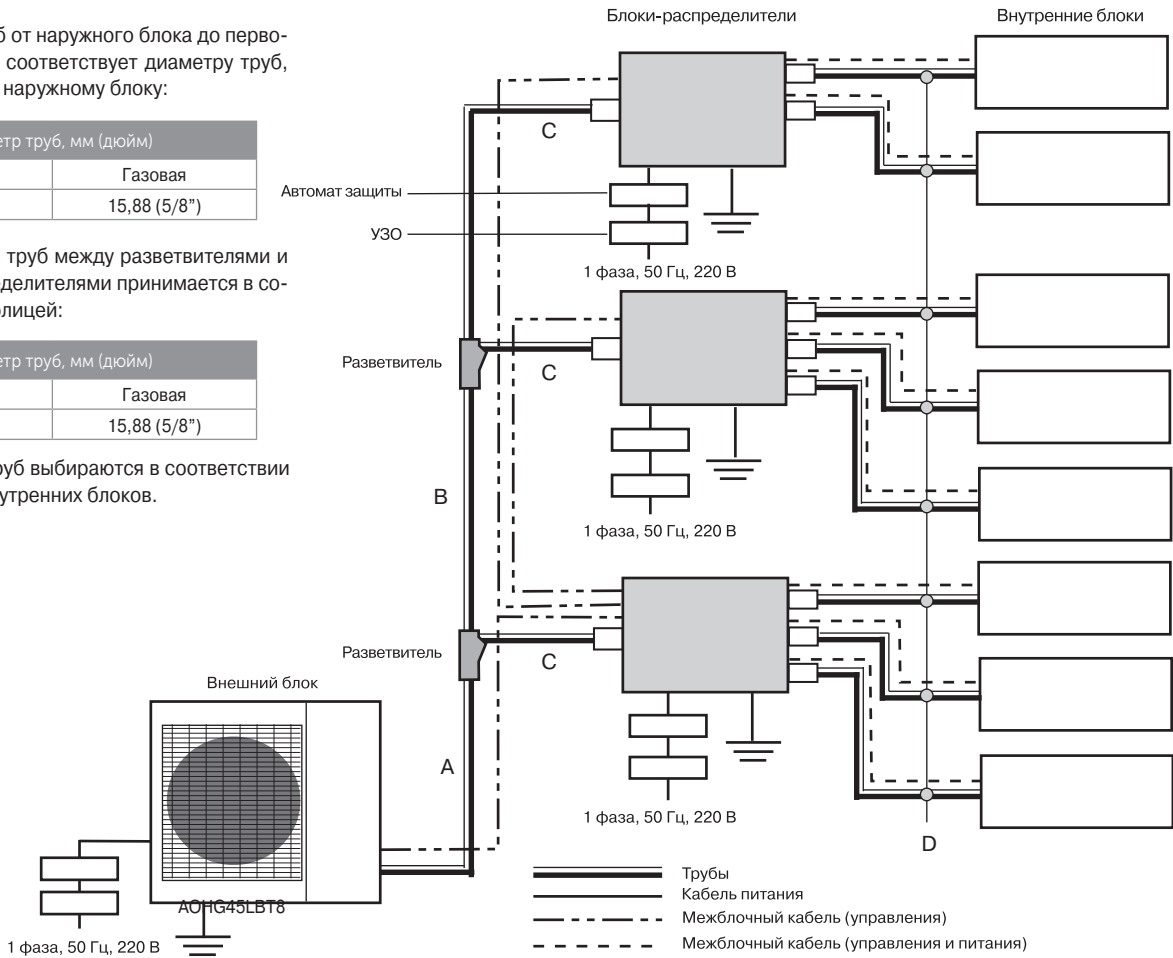 б от наружного блока до перво-
соответствует диаметру труб,
наружному блоку:
етр труб, мм (дюйм)
Газовая
15,88 (5/8”)
труб между разветвителями и
еделителями принимается в со-
блицей:
етр труб, мм (дюйм)
Газовая
15,88 (5/8”)
руб выбираются в соответствии
утренних блоков.
Блоки-распределители
Внутренние блоки
C
Автомат защиты
УЗО
1 фаза, 50 Гц, 220 В
Разветвитель
C
B
1 фаза, 50 Гц, 220 В
Разветвитель
C
Внешний блок
A
1 фаза, 50 Гц, 220 В
D
AOHG45LBT8
1 фаза, 50 Гц, 220 В
Трубы
Кабель питания
Межблочный кабель (управления)
Межблочный кабель (управления и питания)